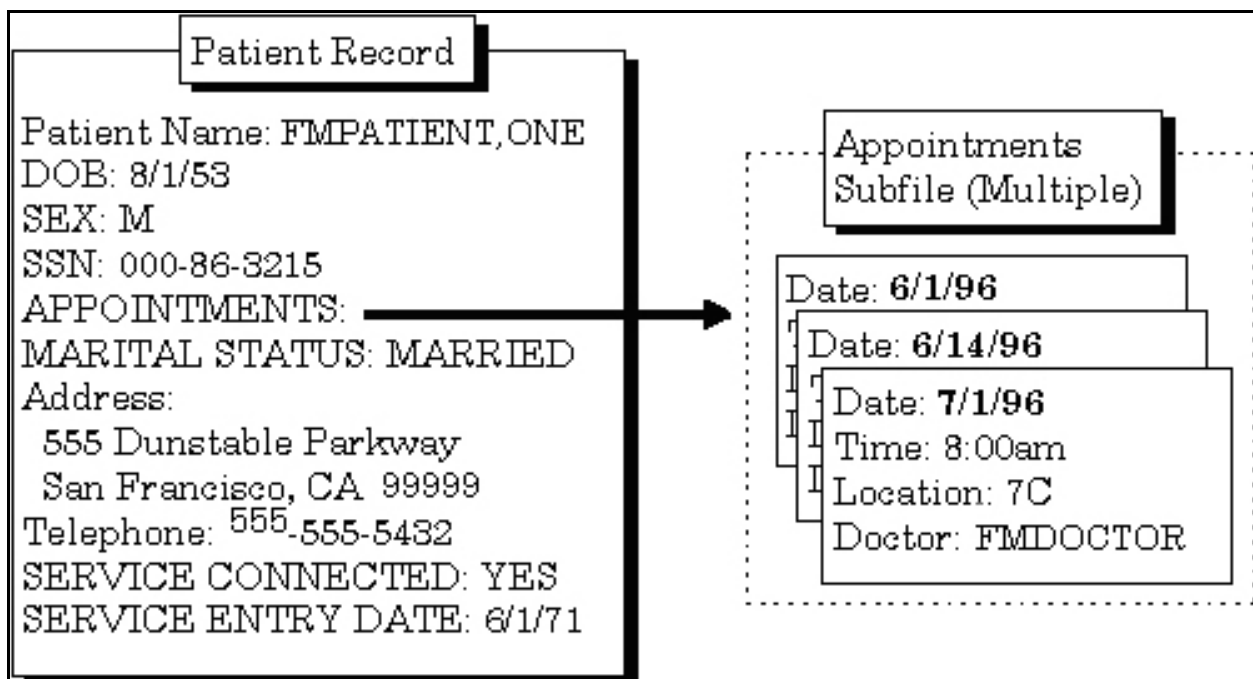 Patient Record
Patient Name: FMPATIENT,ONE
DOB: 8/1/53
SEX: M
SSN: 000-86-3215
APPOINTMENTS:
MARITAL STATUS: MARRIED
Address:
555 Dunstable Parkway
San Francisco, CA 99999
Telephone: 555-555-5432
SERVICE CONNECTED: YES
SERVICE ENTRY DATE: 6/1/71
Appointments
Subfile (Multiple)
Date: 6/1/96
Date: 6/14/96
Date: 7/1/96
Time: 8:00am
Location: 7C
Doctor: FMDOCTOR